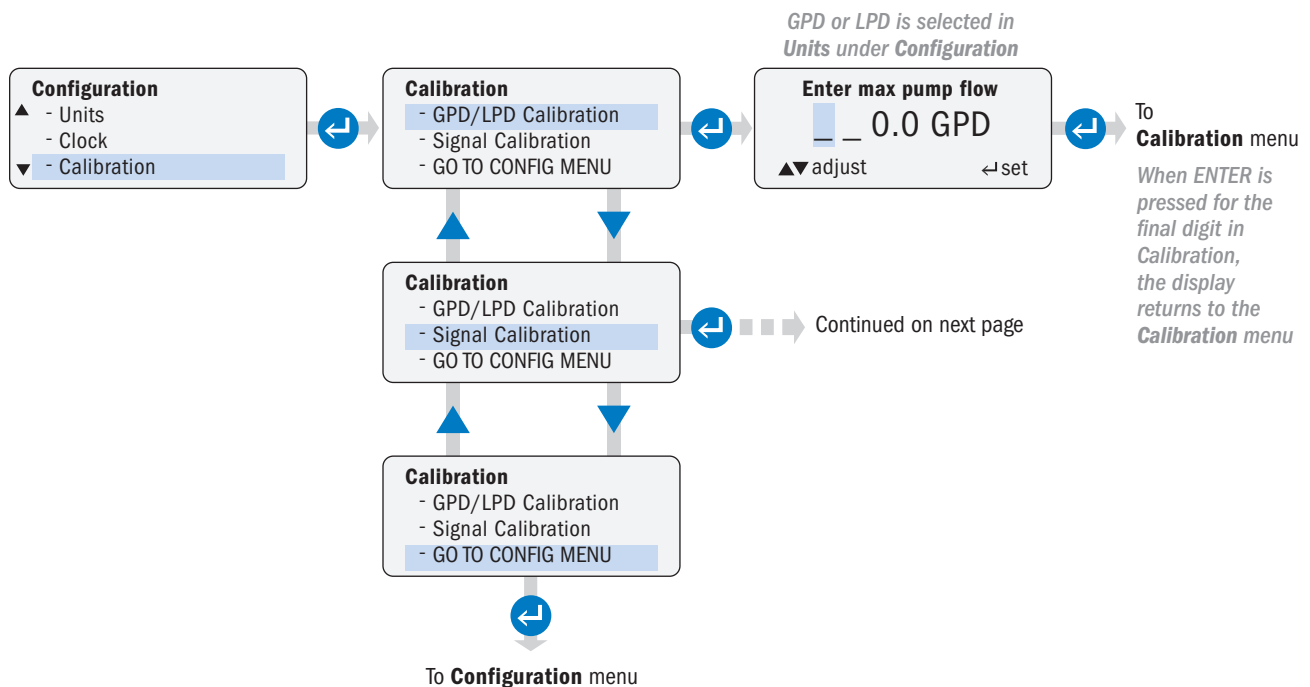 GPD or LPD is selected in
Units under Configuration
Configuration
- Units
- Clock
- Calibration
Calibration
- GPD/LPD Calibration
- Signal Calibration
- GO TO CONFIG MENU
Enter max pump flow
_ _ 0.0 GPD
▲▼ adjust
↵ set
To
Calibration menu
When ENTER is
pressed for the
final digit in
Calibration,
the display
returns to the
Calibration menu
Calibration
- GPD/LPD Calibration
- Signal Calibration
- GO TO CONFIG MENU
Continued on next page
Calibration
- GPD/LPD Calibration
- Signal Calibration
- GO TO CONFIG MENU
To Configuration menu